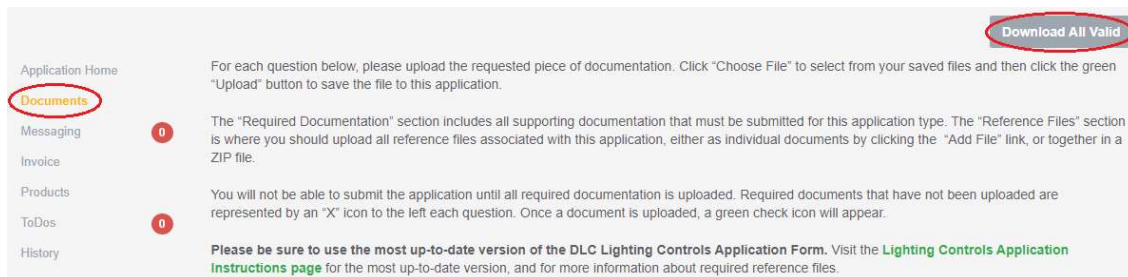 Download All Valid
Application Home
Documents
Messaging 0
Invoice
Products
ToDos 0
History
For each question below, please upload the requested piece of documentation. Click “Choose File” to select from your saved files and then click the green
“Upload” button to save the file to this application.
The “Required Documentation” section includes all supporting documentation that must be submitted for this application type. The “Reference Files” section
is where you should upload all reference files associated with this application, either as individual documents by clicking the “Add File” link, or together in a
ZIP file.
You will not be able to submit the application until all required documentation is uploaded. Required documents that have not been uploaded are
represented by an “X” icon to the left each question. Once a document is uploaded, a green check icon will appear.
Please be sure to use the most up-to-date version of the DLC Lighting Controls Application Form. Visit the Lighting Controls Application
Instructions page for the most up-to-date version, and for more information about required reference files.